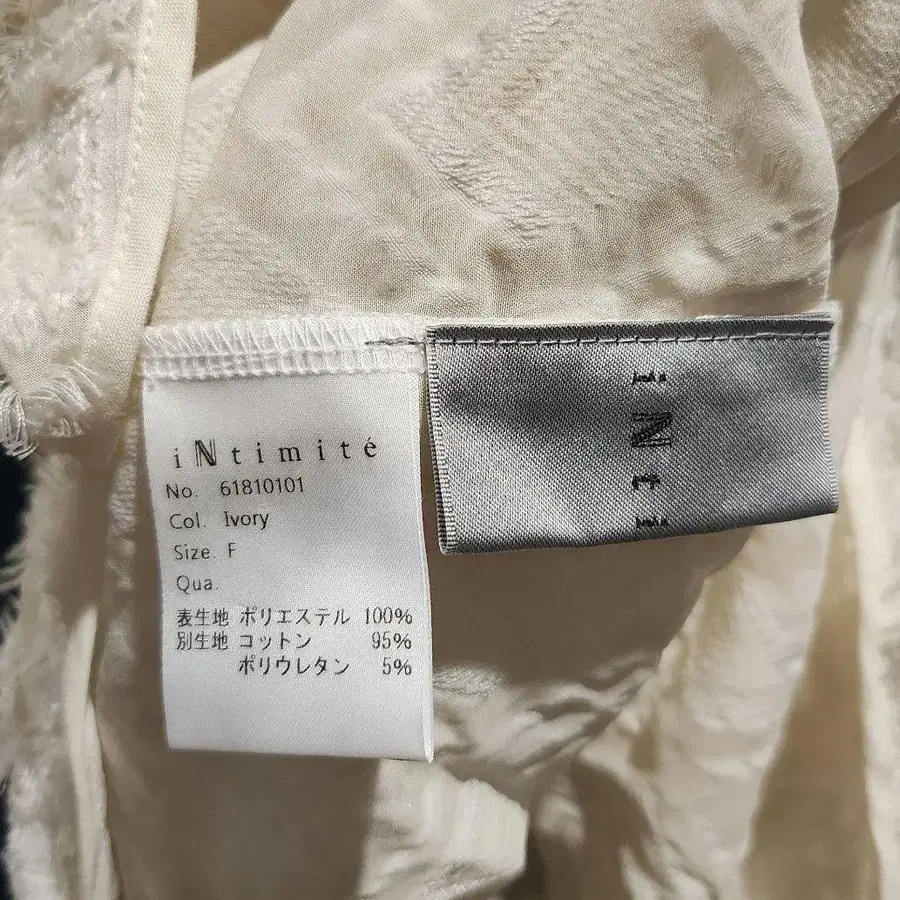 iNtimité
No. 61810101
Col. Ivory
Size. F
Qua.
表生地 ポリエステル 100%
別生地 コットン 95%
ポリウレタン 5%
iNti